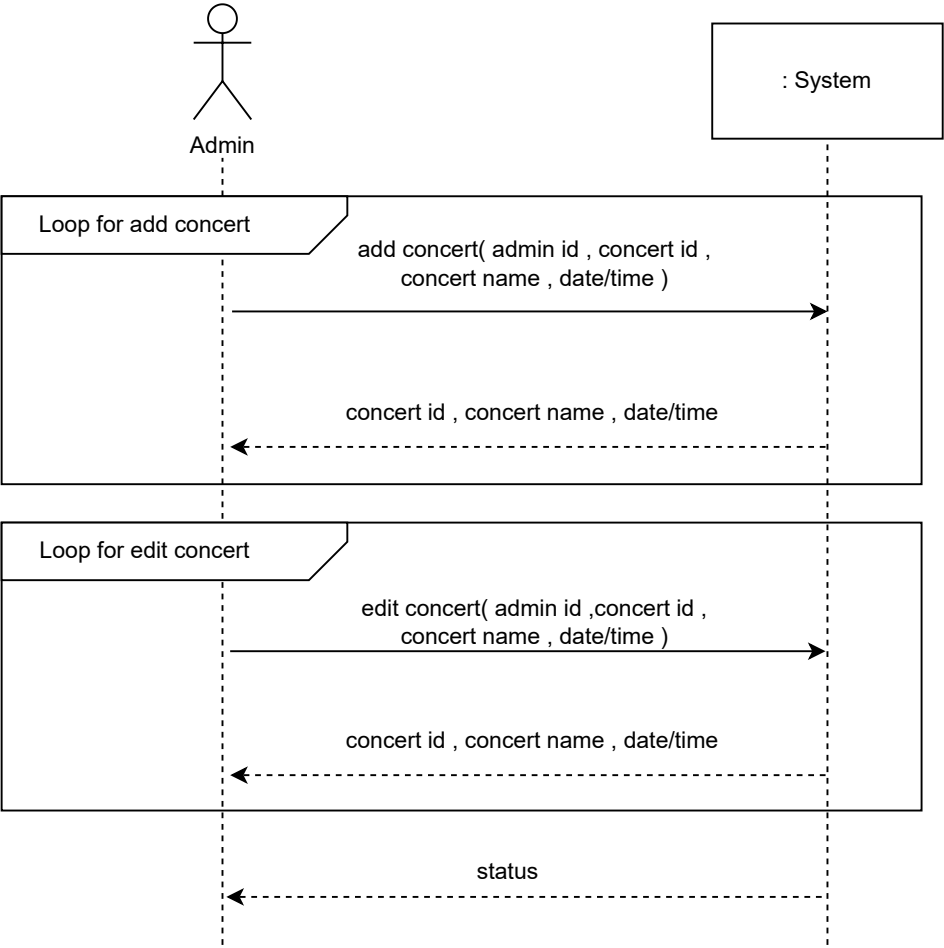 Admin
: System
Loop for add concert
add concert( admin id , concert id ,
concert name , date/time )
concert id , concert name , date/time
Loop for edit concert
edit concert( admin id ,concert id ,
concert name , date/time )
concert id , concert name , date/time
status